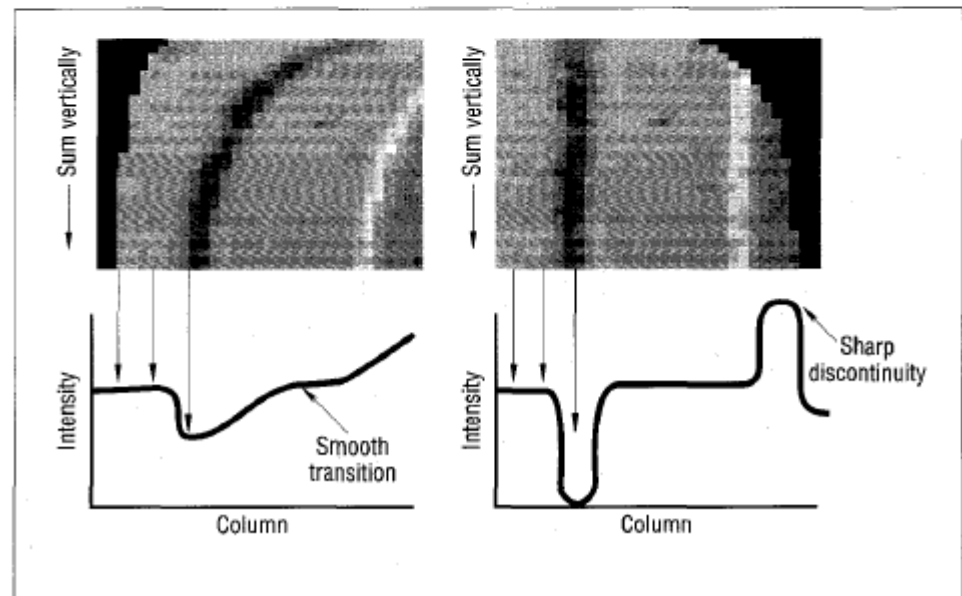 Sum vertically
Sum vertically
Intensity
Smooth
transition
Column
Intensity
Sharp
discontinuity
Column